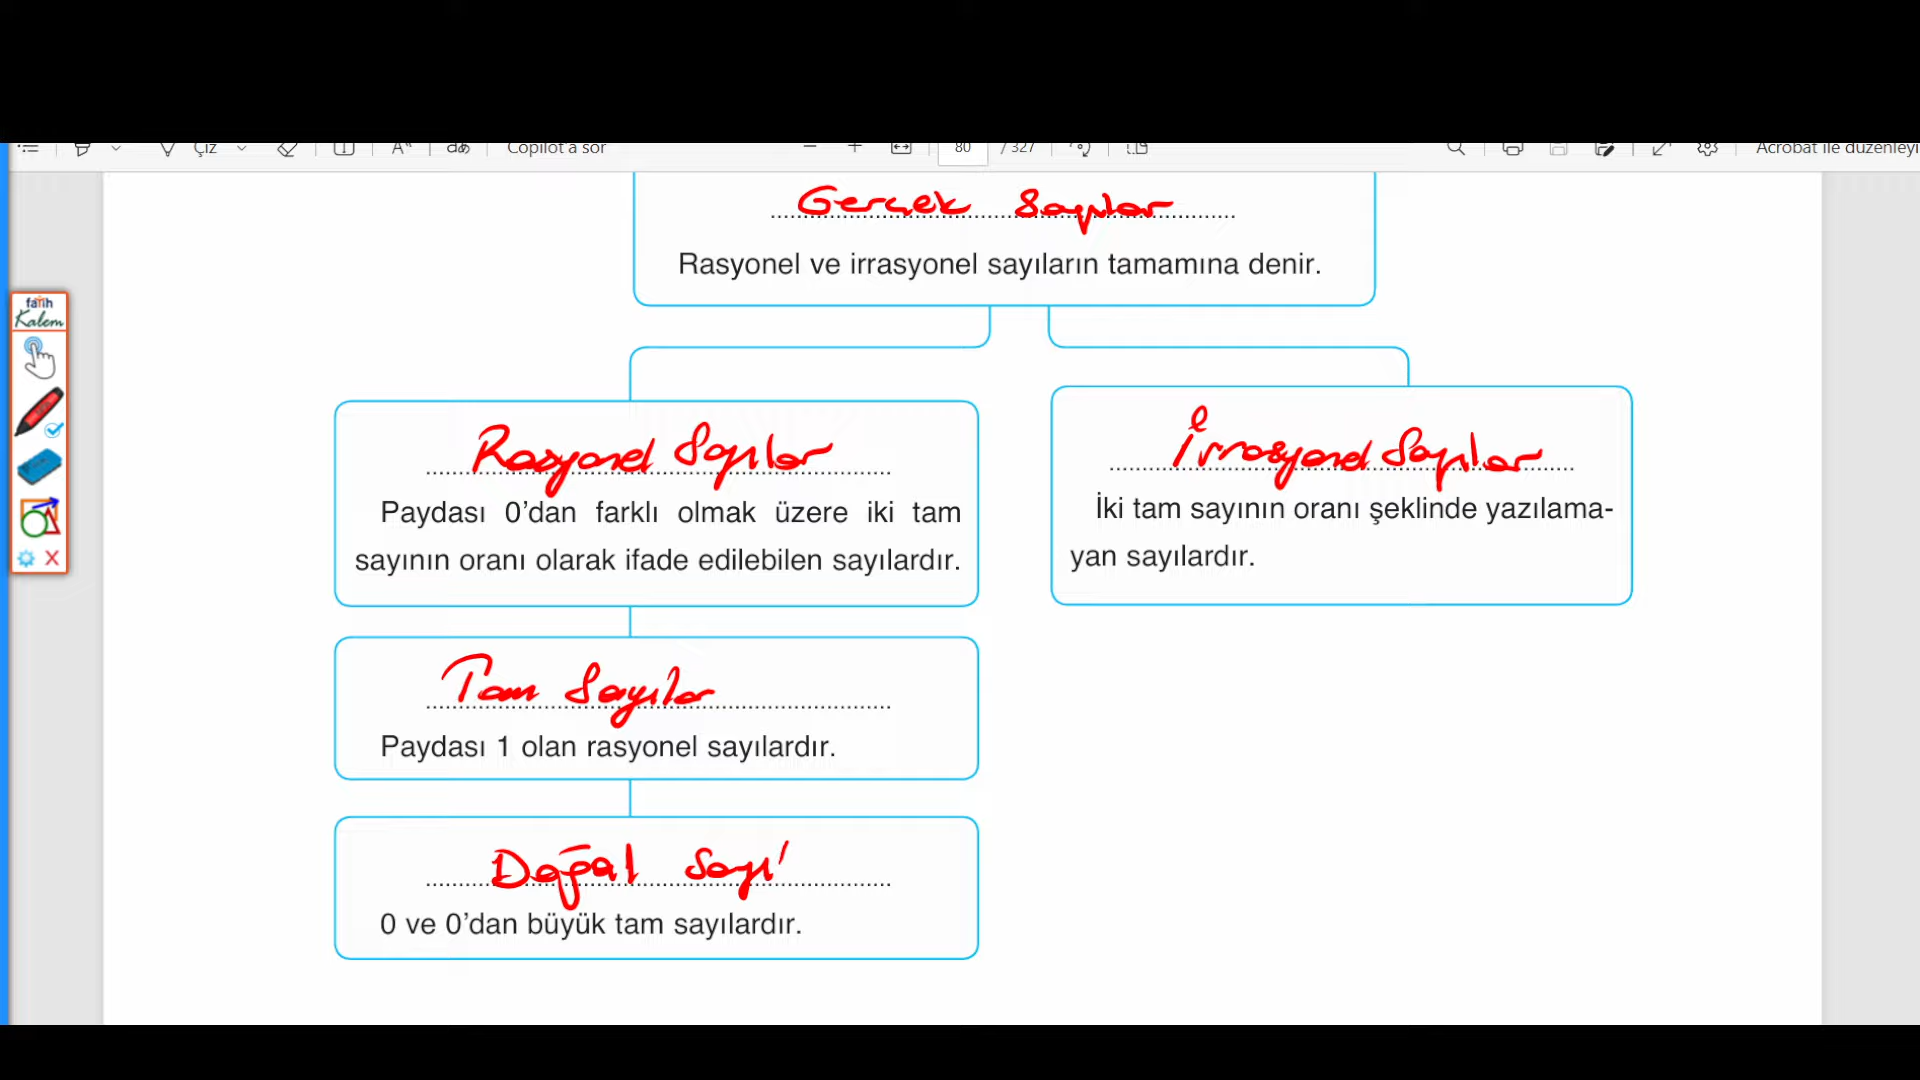 Çiz Copilot'a sor 80 / 327 Acrobat ile düzenleyi
Gerçek Sayılar
Rasyonel ve irrasyonel sayıların tamamına denir.
fatih
Kalem
Rasyonel Sayılar
Paydası 0'dan farklı olmak üzere iki tam
sayının oranı olarak ifade edilebilen sayılardır.
İrrasyonel Sayılar
İki tam sayının oranı şeklinde yazılama-
yan sayılardır.
Tam Sayılar
Paydası 1 olan rasyonel sayılardır.
Doğal Sayı
0 ve 0'dan büyük tam sayılardır.